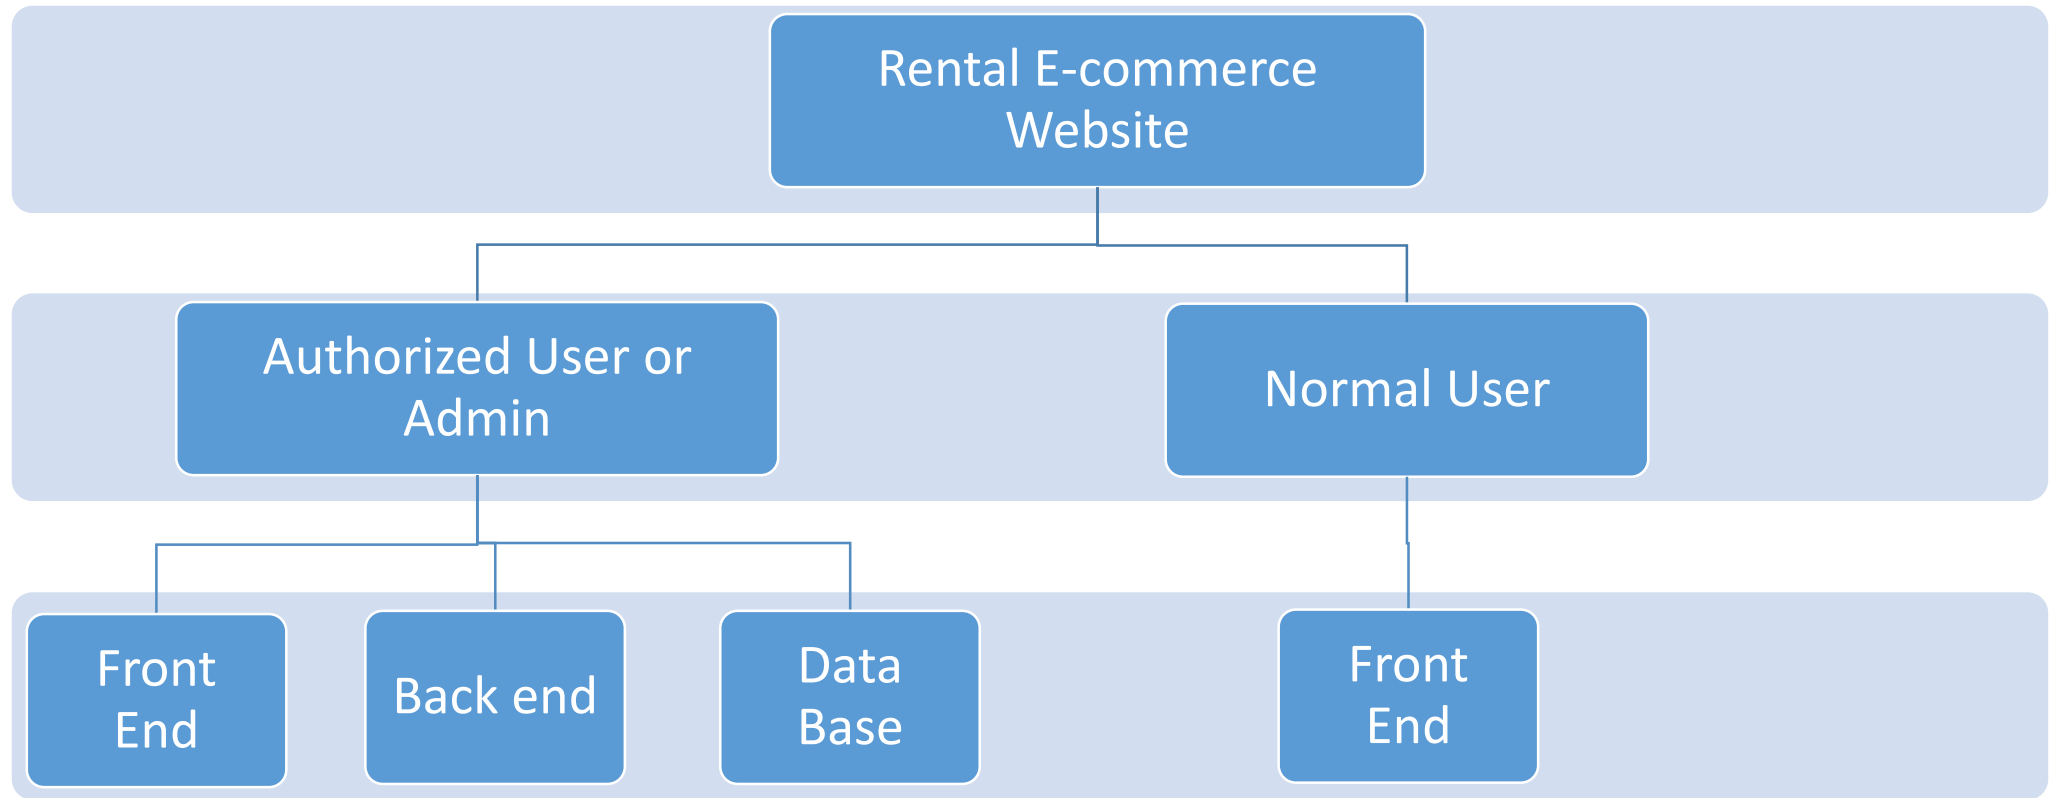 Rental E-commerce
Website
Authorized User or
Admin
Normal User
Front
End
Back end
Data
Base
Front
End